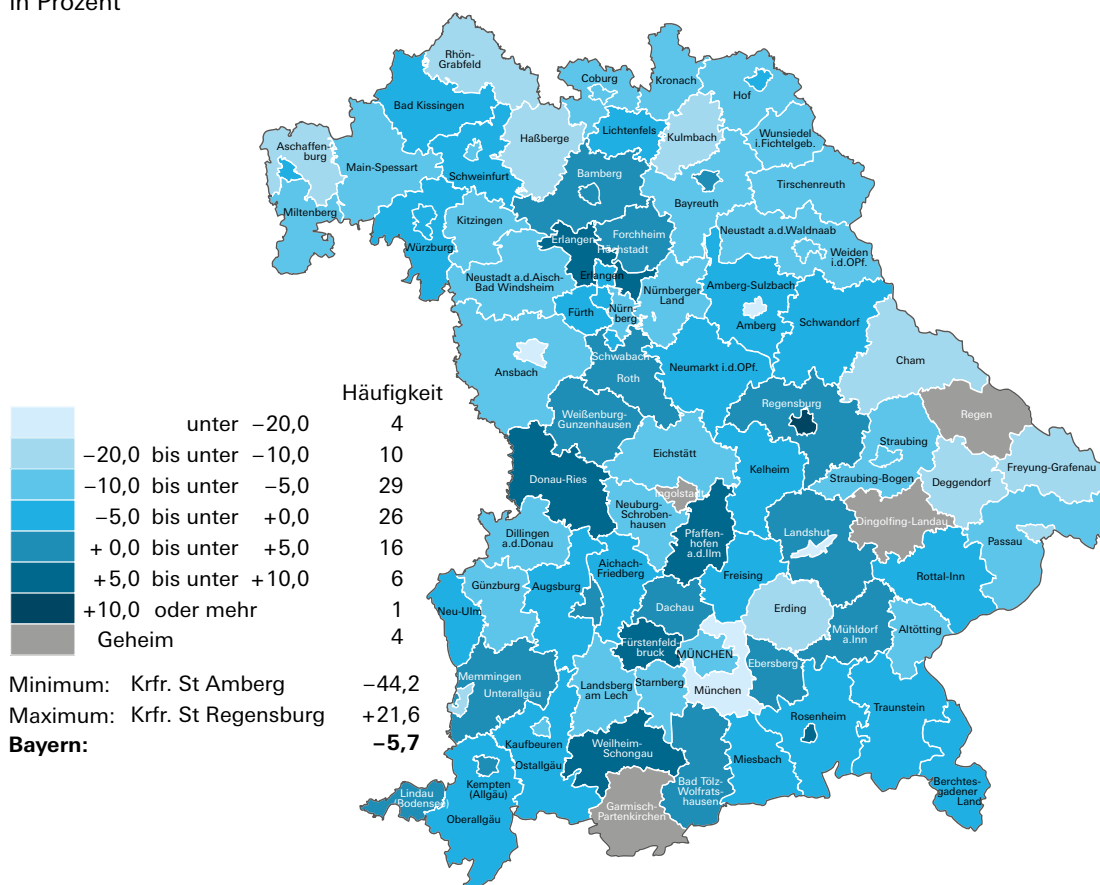 in Prozent
Häufigkeit
unter −20,0 4
−20,0 bis unter −10,0 10
−10,0 bis unter −5,0 29
−5,0 bis unter +0,0 26
+ 0,0 bis unter +5,0 16
+5,0 bis unter +10,0 6
+10,0 oder mehr 1
Geheim 4
Minimum: Krfr. St Amberg −44,2
Maximum: Krfr. St Regensburg +21,6
Bayern: −5,7
Rhön-
Grabfeld
Coburg
Kronach
Hof
Bad Kissingen
Lichtenfels
Kulmbach
Haßberge
Wunsiedel
i.Fichtelgeb.
Aschaffen-
burg
Main-Spessart
Schweinfurt
Bamberg
Tirschenreuth
Bayreuth
Miltenberg
Kitzingen
Würzburg
Forchheim
Erlangen-
Höchstadt
Neustadt a.d.Waldnaab
Weiden
i.d.OPf.
Erlangen
Neustadt a.d.Aisch-
Bad Windsheim
Nürnberger
Land
Amberg-Sulzbach
Fürth
Nürn-
berg
Amberg
Schwandorf
Ansbach
Schwabach
Roth
Neumarkt i.d.OPf.
Cham
Weißenburg-
Gunzenhausen
Regensburg
Regen
Straubing
Eichstätt
Kelheim
Straubing-Bogen
Deggendorf
Freyung-Grafenau
Donau-Ries
Ingolstadt
Neuburg-
Schroben-
hausen
Dingolfing-Landau
Dillingen
a.d.Donau
Pfaffen-
hofen
a.d.Ilm
Landshut
Passau
Aichach-
Friedberg
Günzburg
Augsburg
Freising
Rottal-Inn
Neu-Ulm
Dachau
Erding
Mühldorf
a.Inn
Altötting
Fürstenfeld-
bruck
MÜNCHEN
Ebersberg
Memmingen
Unterallgäu
Landsberg
am Lech
Starnberg
München
Traunstein
Rosenheim
Kaufbeuren
Ostallgäu
Weilheim-
Schongau
Miesbach
Bad Tölz-
Wolfrats-
hausen
Berchtes-
gadener
Land
Kempten
(Allgäu)
Lindau
(Bodensee)
Garmisch-
Partenkirchen
Oberallgäu